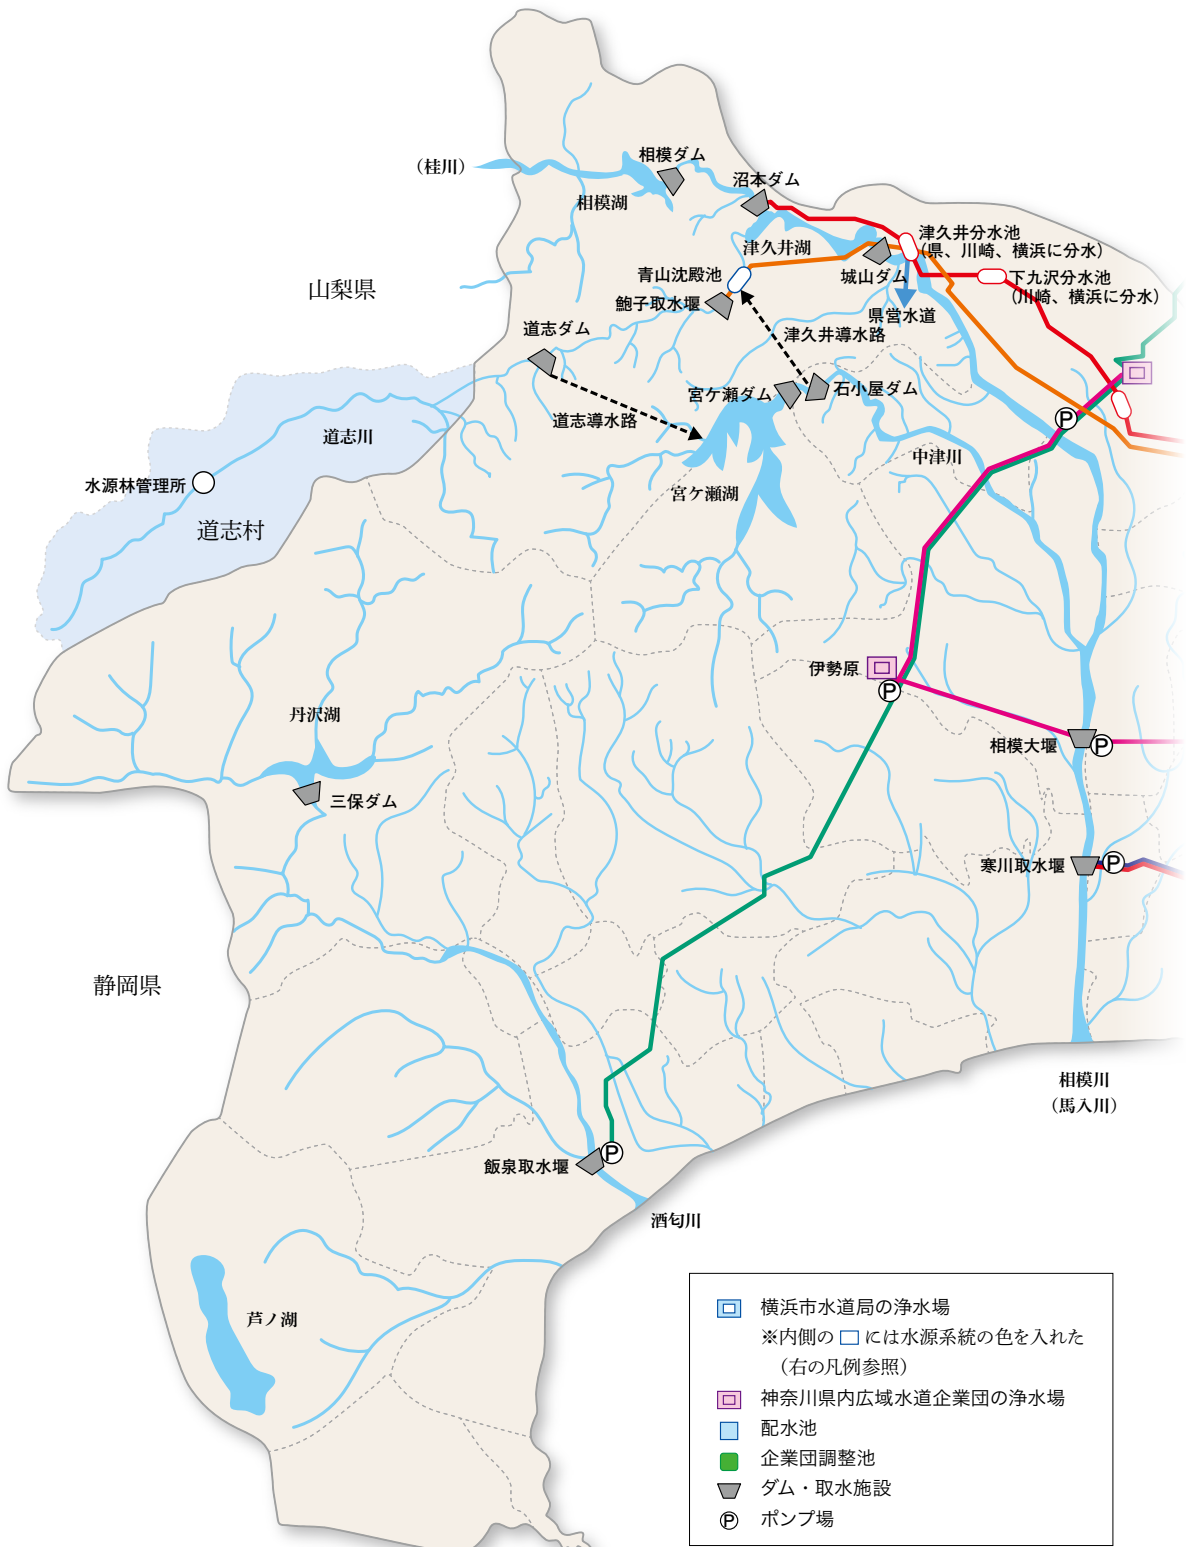 （桂川）
相模ダム
相模湖
沼本ダム
津久井湖
津久井分水池
（県、川崎、横浜に分水）
城山ダム
下九沢分水池
（川崎、横浜に分水）
県営水道
青山沈殿池
鮑子取水堰
津久井導水路
山梨県
道志ダム
道志導水路
宮ケ瀬ダム
石小屋ダム
宮ケ瀬湖
中津川
道志川
水源林管理所
道志村
P
伊勢原
P
丹沢湖
三保ダム
相模大堰
P
寒川取水堰
P
静岡県
相模川
（馬入川）
飯泉取水堰
P
酒匂川
芦ノ湖
横浜市水道局の浄水場
※内側の　には水源系統の色を入れた
（右の凡例参照）
神奈川県内広域水道企業団の浄水場
配水池
企業団調整池
ダム・取水施設
P ポンプ場